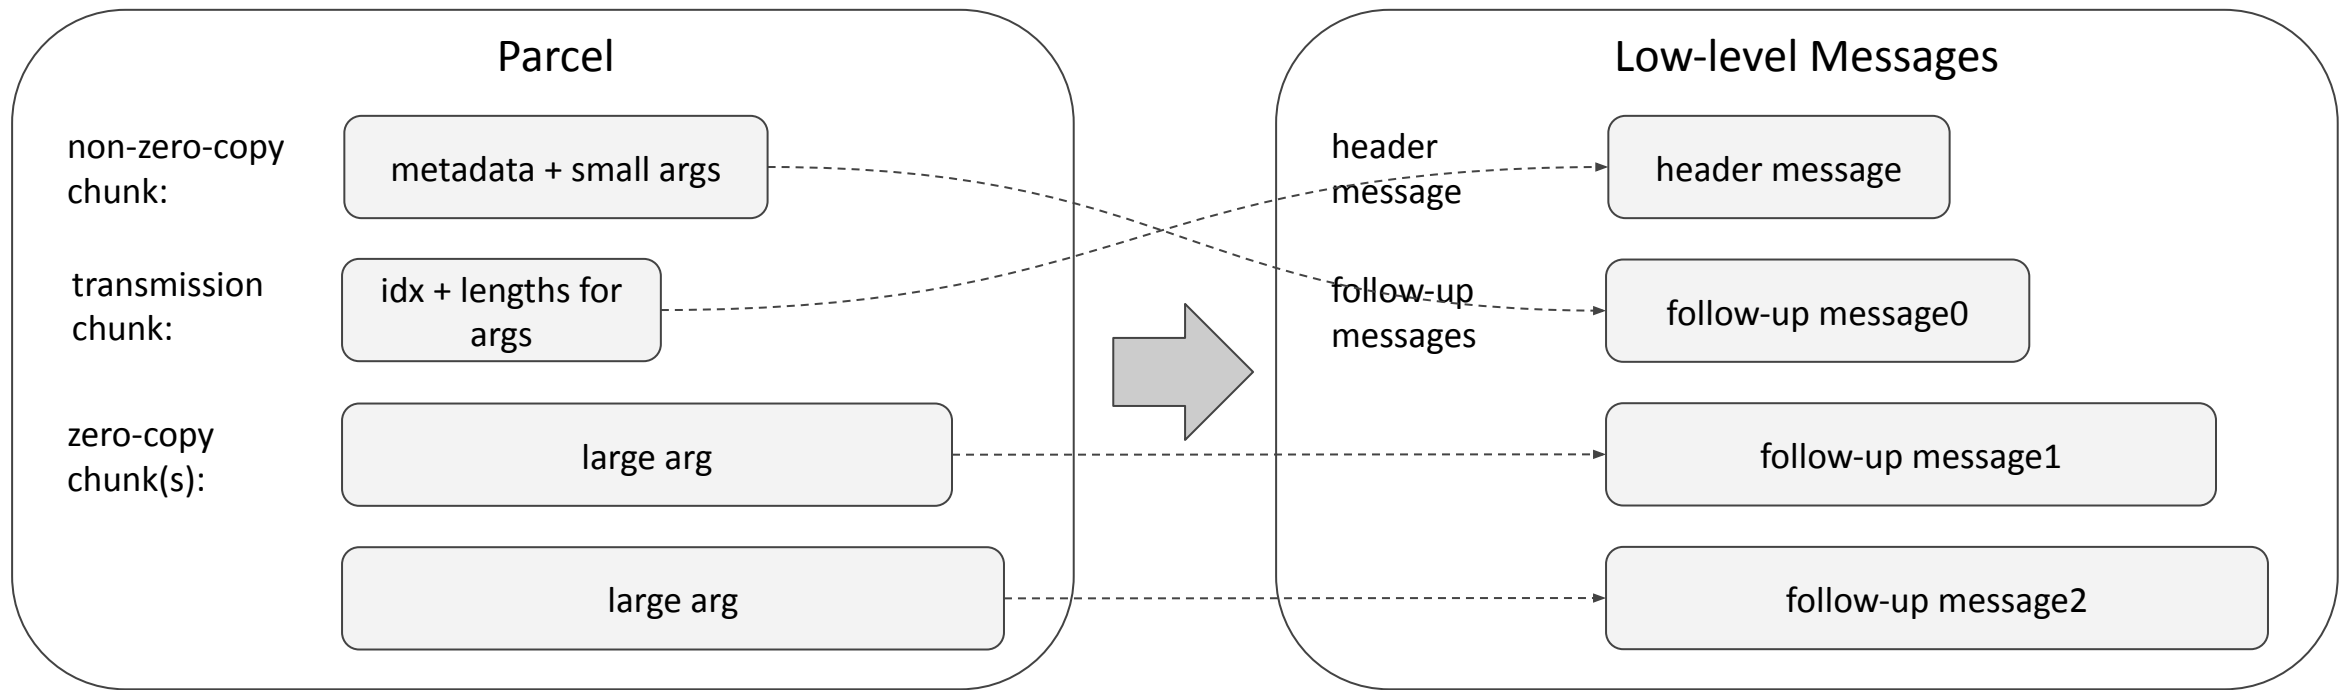 Parcel
non-zero-copy
chunk:
metadata + small args
transmission
chunk:
idx + lengths for
args
zero-copy
chunk(s):
large arg
large arg
Low-level Messages
header
message
header message
follow-up
messages
follow-up message0
follow-up message1
follow-up message2